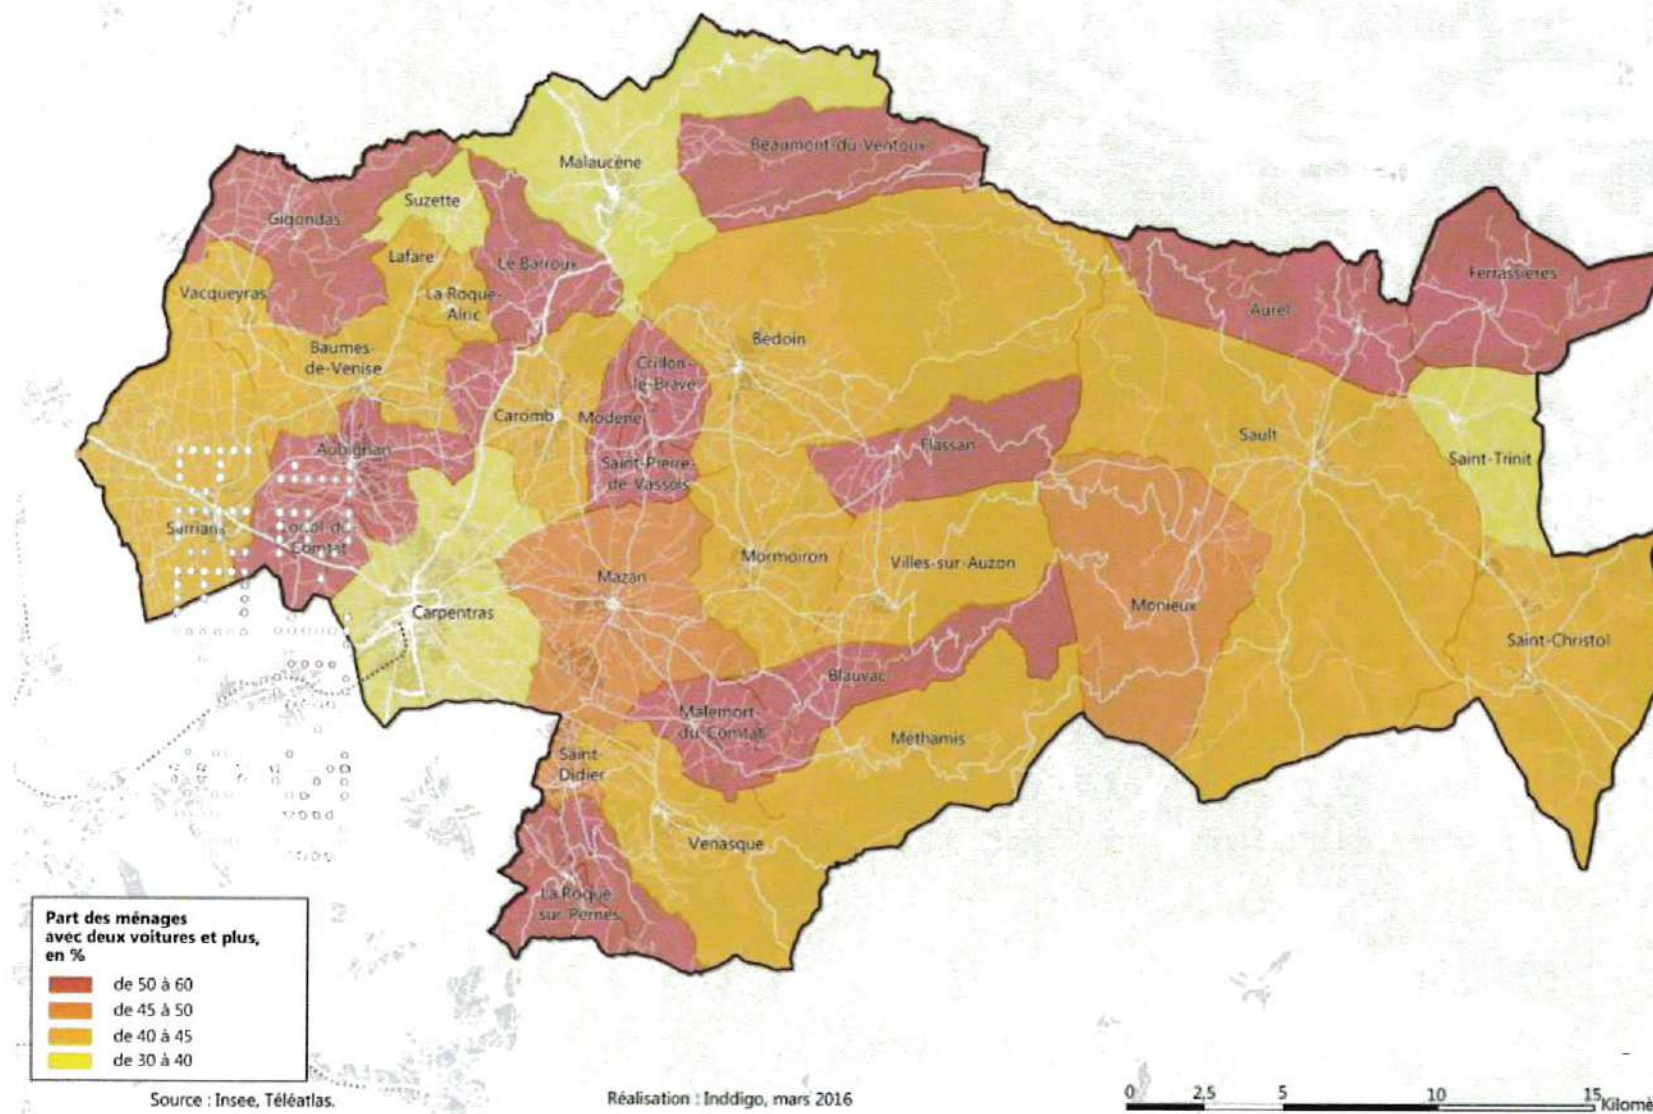 Malaucène
Beaumont-du-Ventoux
Suzette
Gigondas
Lafare
Le Barroux
Ferrassières
Vacqueyras
La Roque-
Alric
Aurel
Baumes-
de-Venise
Bédoin
Crillon-
le-Brave
Caromb
Modène
Aubignan
Flassan
Sault
Saint-Trinit
Saint-Pierre-
de-Vassols
Sarrians
Loriol-du-
Comtat
Mormoiron
Villes-sur-Auzon
Mazan
Monieux
Carpentras
Saint-Christol
Blauvac
Malemort-
du-Comtat
Méthamis
Saint-
Didier
Venasque
La Roque
sur-Pernes
Part des ménages
avec deux voitures et plus,
en %
de 50 à 60
de 45 à 50
de 40 à 45
de 30 à 40
Source : Insee, Téléatlas.
Réalisation : Inddigo, mars 2016
0 2,5 5 10 15 Kilomè